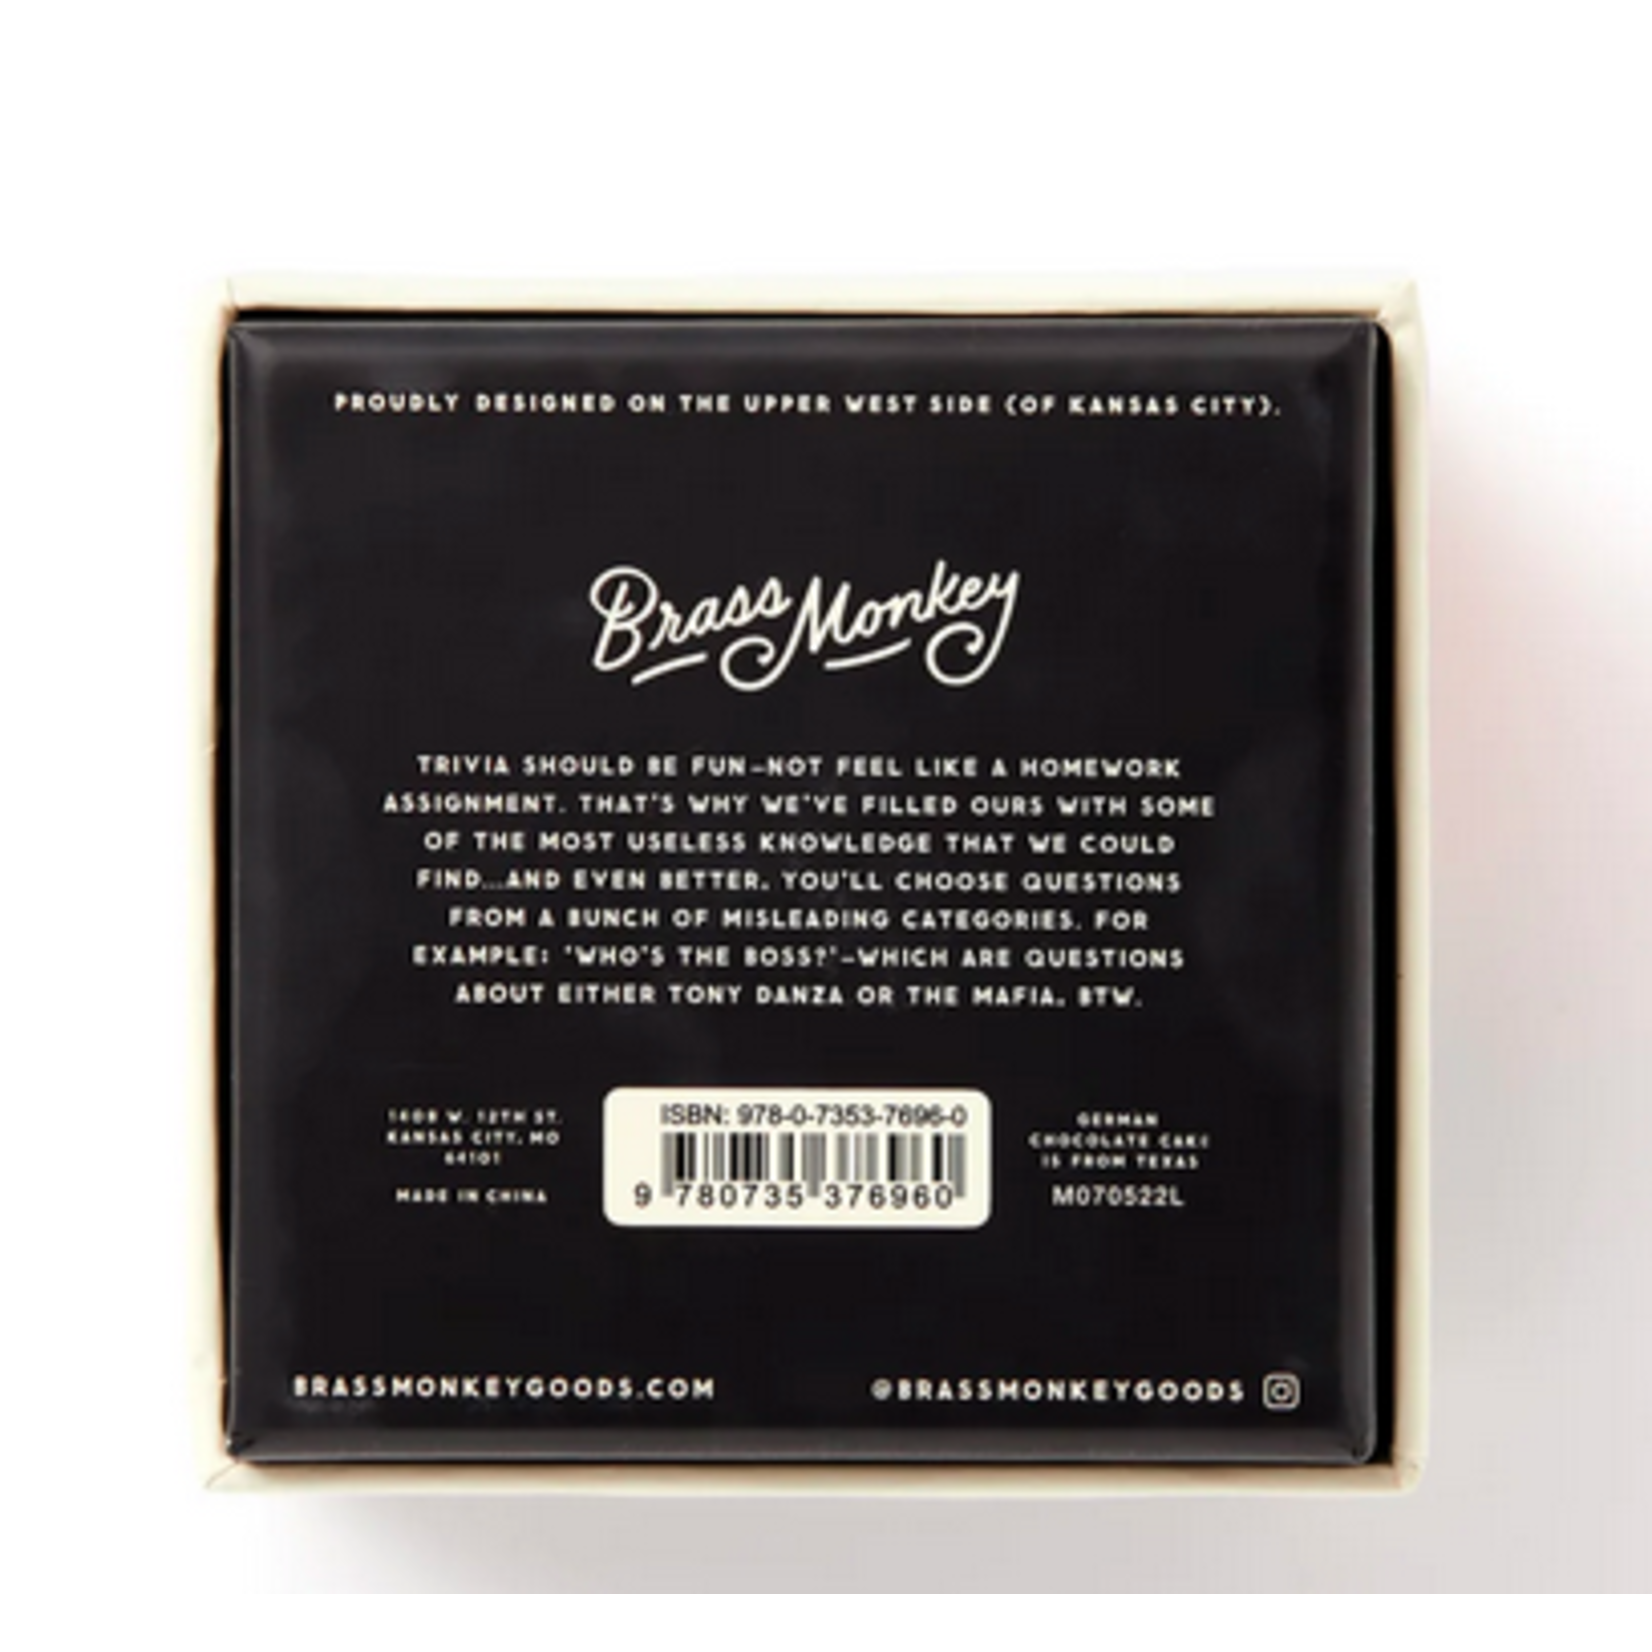 PROUDLY DESIGNED ON THE UPPER WEST SIDE (OF KANSAS CITY).
Brass Monkey
TRIVIA SHOULD BE FUN–NOT FEEL LIKE A HOMEWORK
ASSIGNMENT. THAT'S WHY WE'VE FILLED OURS WITH SOME
OF THE MOST USELESS KNOWLEDGE THAT WE COULD
FIND...AND EVEN BETTER, YOU'LL CHOOSE QUESTIONS
FROM A BUNCH OF MISLEADING CATEGORIES. FOR
EXAMPLE: 'WHO'S THE BOSS?'–WHICH ARE QUESTIONS
ABOUT EITHER TONY DANZA OR THE MAFIA. BTW.
1408 W. 12TH ST.
KANSAS CITY, MO
64101
MADE IN CHINA
ISBN: 978-0-7353-7696-0
9 780735 376960
GERMAN
CHOCOLATE CAKE
IS FROM TEXAS
M070522L
BRASSMONKEYGOODS.COM
@BRASSMONKEYGOODS